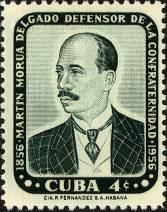 1856 · MARTIN MORUA DELGADO DEFENSOR DE LA CONFRATERNIDAD · 1956
CUBA 4¢
CIA. P. FERNANDEZ S.A. HABANA